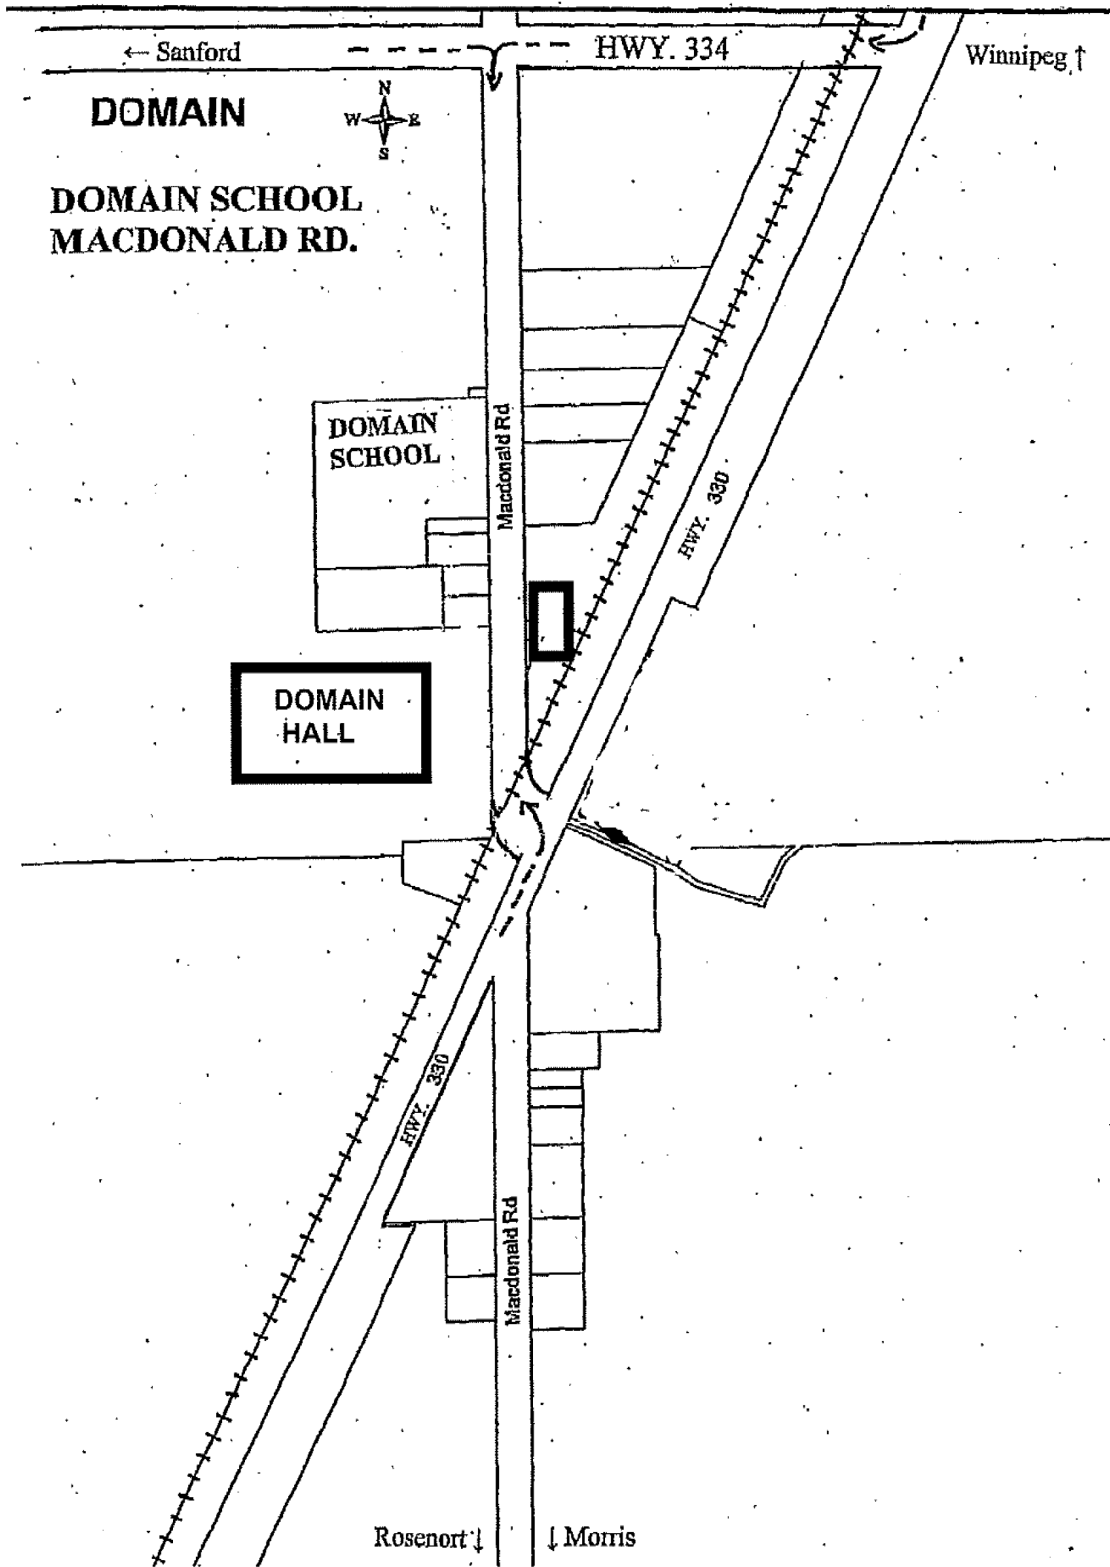 ← Sanford
HWY. 334
Winnipeg ↑
DOMAIN
N
W E
S
DOMAIN SCHOOL
MACDONALD RD.
DOMAIN
SCHOOL
Macdonald Rd
HWY. 330
DOMAIN
HALL
HWY. 330
Macdonald Rd
Rosenort ↓
↓ Morris